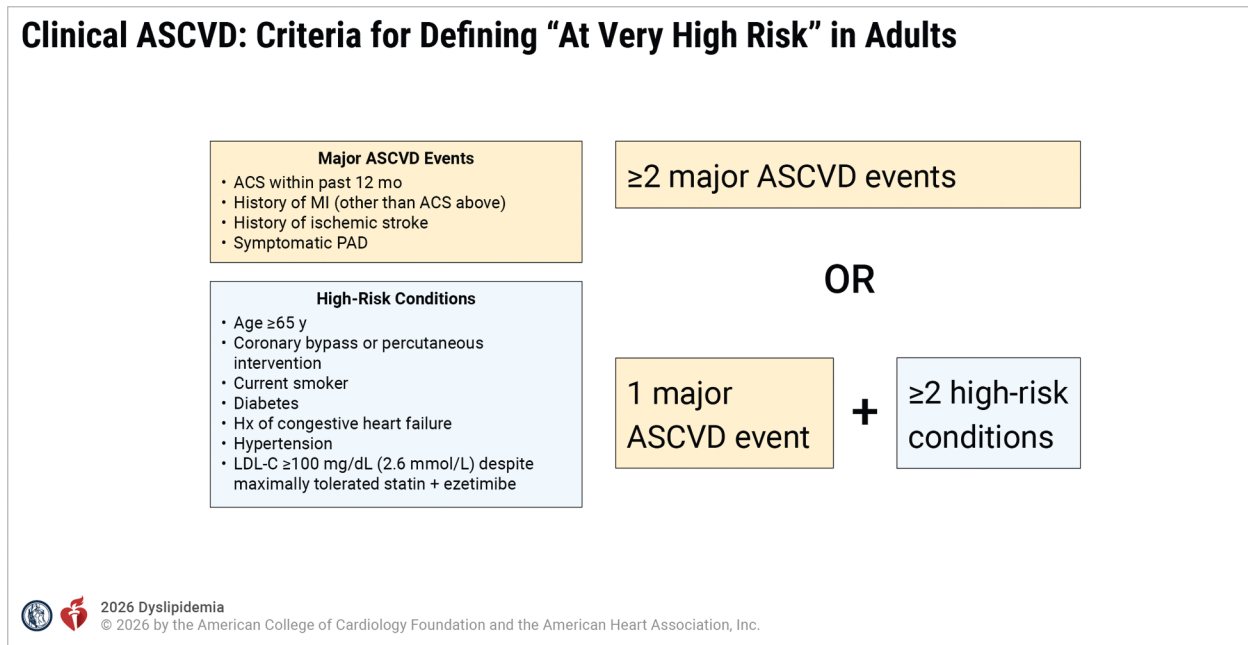 Clinical ASCVD: Criteria for Defining “At Very High Risk” in Adults
Major ASCVD Events
• ACS within past 12 mo
• History of MI (other than ACS above)
• History of ischemic stroke
• Symptomatic PAD
High-Risk Conditions
• Age ≥65 y
• Coronary bypass or percutaneous
intervention
• Current smoker
• Diabetes
• Hx of congestive heart failure
• Hypertension
• LDL-C ≥100 mg/dL (2.6 mmol/L) despite
maximally tolerated statin + ezetimibe
≥2 major ASCVD events
OR
1 major
ASCVD event
+
≥2 high-risk
conditions
2026 Dyslipidemia
© 2026 by the American College of Cardiology Foundation and the American Heart Association, Inc.